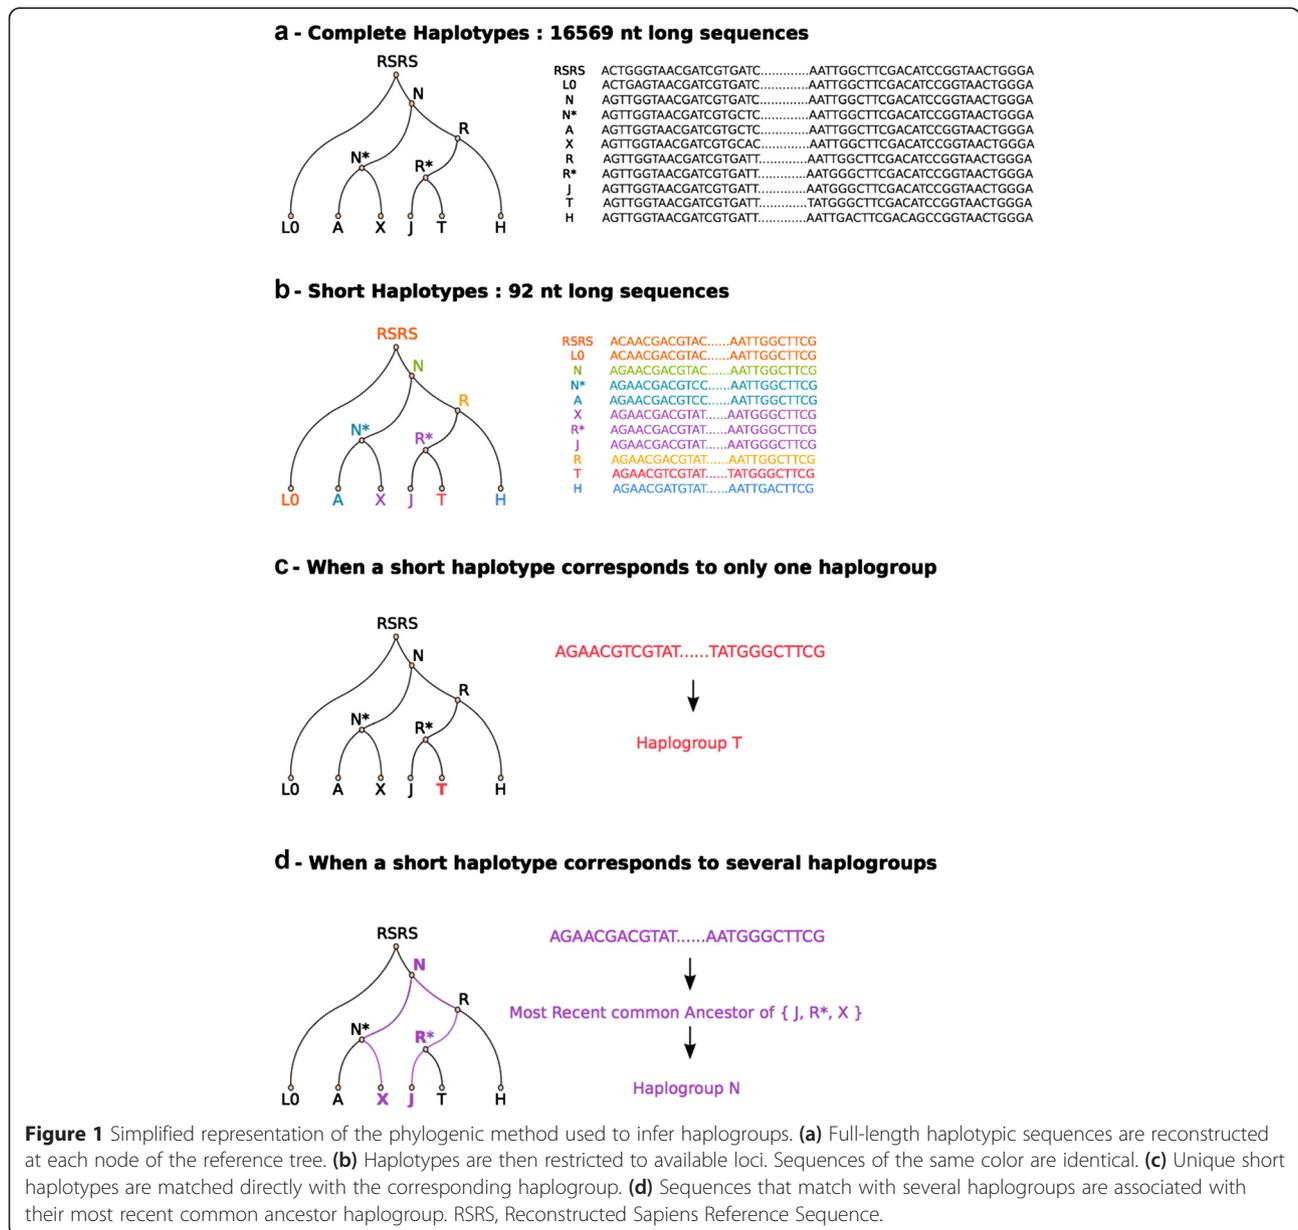 a - Complete Haplotypes : 16569 nt long sequences
RSRS
N
R
N*
R*
L0 A X J T H
RSRS ACTGGGTAACGATCGTGATC.............AATTGGCTTCGACATCCGGTAACTGGGA
L0 ACTGAGTAACGATCGTGATC.............AATTGGCTTCGACATCCGGTAACTGGGA
N AGTTGGTAACGATCGTGATC.............AATTGGCTTCGACATCCGGTAACTGGGA
N* AGTTGGTAACGATCGTGCTC.............AATTGGCTTCGACATCCGGTAACTGGGA
A AGTTGGTAACGATCGTGCTC.............AATTGGCTTCGACATCCGGTAACTGGGA
X AGTTGGTAACGATCGTGCAC.............AATTGGCTTCGACATCCGGTAACTGGGA
R AGTTGGTAACGATCGTGATT.............AATTGGCTTCGACATCCGGTAACTGGGA
R* AGTTGGTAACGATCGTGATT.............AATGGGCTTCGACATCCGGTAACTGGGA
J AGTTGGTAACGATCGTGATT.............AATGGGCTTCGACATCCGGTAACTGGGA
T AGTTGGTAACGATCGTGATT.............TATGGGCTTCGACATCCGGTAACTGGGA
H AGTTGGTAACGATCGTGATT.............AATTGACTTCGACAGCCGGTAACTGGGA
b - Short Haplotypes : 92 nt long sequences
RSRS
N
R
N*
R*
L0 A X J T H
RSRS ACAACGACGTAC......AATTGGCTTCG
L0 ACAACGACGTAC......AATTGGCTTCG
N AGAACGACGTAC......AATTGGCTTCG
N* AGAACGACGTCC......AATTGGCTTCG
A AGAACGACGTCC......AATTGGCTTCG
X AGAACGACGTAT......AATGGGCTTCG
R* AGAACGACGTAT......AATGGGCTTCG
J AGAACGACGTAT......AATGGGCTTCG
R AGAACGACGTAT......AATTGGCTTCG
T AGAACGTCGTAT......TATGGGCTTCG
H AGAACGATGTAT......AATTGACTTCG
c - When a short haplotype corresponds to only one haplogroup
RSRS
N
R
N*
R*
L0 A X J T H
AGAACGTCGTAT......TATGGGCTTCG
Haplogroup T
d - When a short haplotype corresponds to several haplogroups
RSRS
N
R
N*
R*
L0 A X J T H
AGAACGACGTAT......AATGGGCTTCG
Most Recent common Ancestor of { J, R*, X }
Haplogroup N
Figure 1 Simplified representation of the phylogenic method used to infer haplogroups. (a) Full-length haplotypic sequences are reconstructed
at each node of the reference tree. (b) Haplotypes are then restricted to available loci. Sequences of the same color are identical. (c) Unique short
haplotypes are matched directly with the corresponding haplogroup. (d) Sequences that match with several haplogroups are associated with
their most recent common ancestor haplogroup. RSRS, Reconstructed Sapiens Reference Sequence.